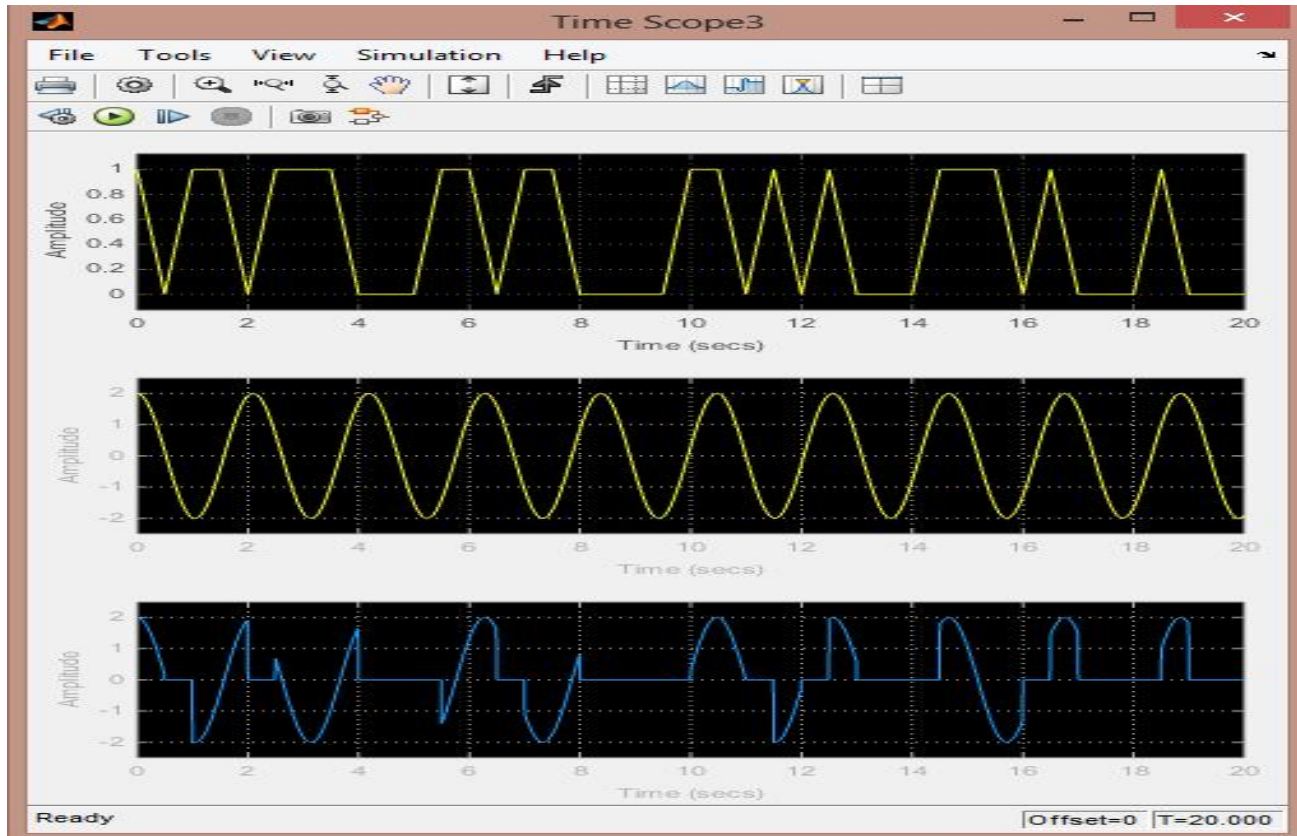 Time Scope3
File Tools View Simulation Help
1
0.8
0.6
0.4
0.2
0
Amplitude
0 2 4 6 8 10 12 14 16 18 20
Time (secs)
2
1
0
-1
-2
Amplitude
0 2 4 6 8 10 12 14 16 18 20
Time (secs)
2
1
0
-1
-2
Amplitude
0 2 4 6 8 10 12 14 16 18 20
Time (secs)
Ready Offset=0 T=20.000